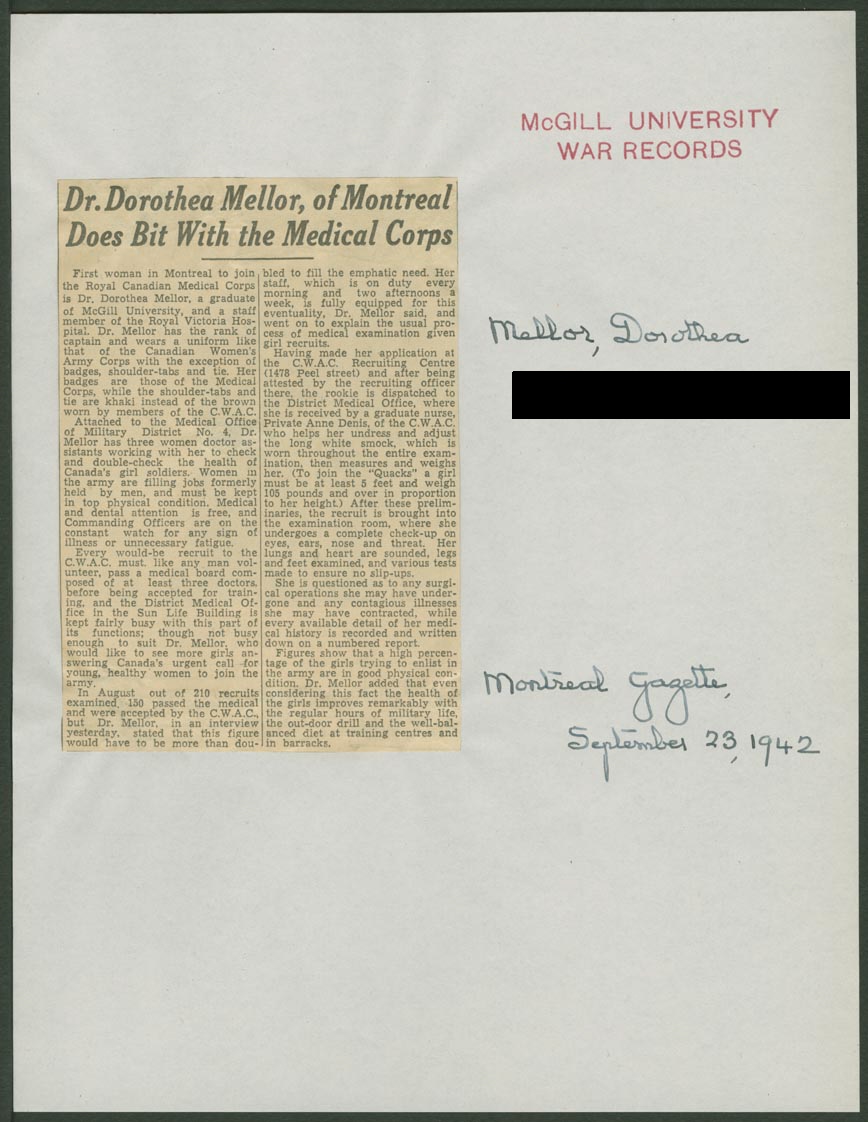 McGILL UNIVERSITY
WAR RECORDS
Dr. Dorothea Mellor, of Montreal
Does Bit With the Medical Corps
First woman in Montreal to join
the Royal Canadian Medical Corps
is Dr. Dorothea Mellor, a graduate
of McGill University, and a staff
member of the Royal Victoria Hos-
pital. Dr. Mellor has the rank of
captain and wears a uniform like
that of the Canadian Women's
Army Corps with the exception of
badges, shoulder-tabs and tie. Her
badges are those of the Medical
Corps, while the shoulder-tabs and
tie are khaki instead of the brown
worn by members of the C.W.A.C.
Attached to the Medical Office
of Military District No. 4, Dr.
Mellor has three women doctor as-
sistants working with her to check
and double-check the health of
Canada's girl soldiers. Women in
the army are filling jobs formerly
held by men, and must be kept
in top physical condition. Medical
and dental attention is free, and
Commanding Officers are on the
constant watch for any sign of
illness or unnecessary fatigue.
Every would-be recruit to the
C.W.A.C. must, like any man vol-
unteer, pass a medical board com-
posed of at least three doctors,
before being accepted for train-
ing, and the District Medical Of-
fice in the Sun Life Building is
kept fairly busy with this part of
its functions; though not busy
enough to suit Dr. Mellor, who
would like to see more girls an-
swering Canada's urgent call for
young, healthy women to join the
army.
In August out of 210 recruits
examined, 150 passed the medical
and were accepted by the C.W.A.C.,
but Dr. Mellor, in an interview
yesterday, stated that this figure
would have to be more than dou-
bled to fill the emphatic need. Her
staff, which is on duty every
morning and two afternoons a
week, is fully equipped for this
eventuality, Dr. Mellor said, and
went on to explain the usual pro-
cess of medical examination given
girl recruits.
Having made her application at
the C.W.A.C. Recruiting Centre
(1478 Peel street) and after being
attested by the recruiting officer
there, the rookie is dispatched to
the District Medical Office, where
she is received by a graduate nurse,
Private Anne Denis, of the C.W.A.C.
who helps her undress and adjust
the long white smock, which is
worn throughout the entire exam-
ination, then measures and weighs
her. (To join the "Quacks" a girl
must be at least 5 feet and weigh
105 pounds and over in proportion
to her height.) After these prelim-
inaries, the recruit is brought into
the examination room, where she
undergoes a complete check-up on
eyes, ears, nose and threat. Her
lungs and heart are sounded, legs
and feet examined, and various tests
made to ensure no slip-ups.
She is questioned as to any surgi-
cal operations she may have under-
gone and any contagious illnesses
she may have contracted, while
every available detail of her medi-
cal history is recorded and written
down on a numbered report.
Figures show that a high percen-
tage of the girls trying to enlist in
the army are in good physical con-
dition. Dr. Mellor added that even
considering this fact the health of
the girls improves remarkably with
the regular hours of military life,
the out-door drill and the well-bal-
anced diet at training centres and
in barracks.
Mellor, Dorothea
Montreal Gazette,
September 23, 1942